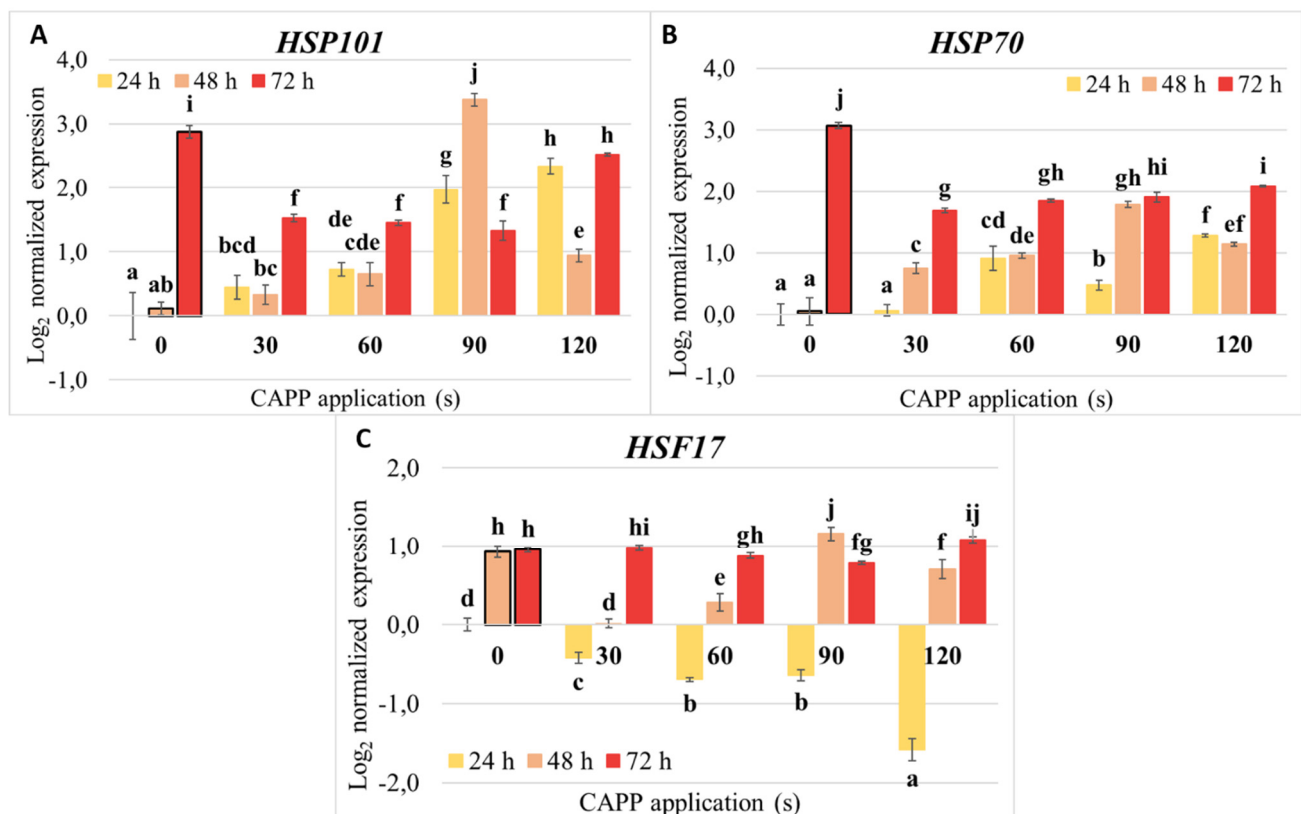 A
HSP101
4,0
3,0
2,0
1,0
0,0
-1,0
Log2 normalized expression
24 h 48 h 72 h
a ab i
bcd bc f
de cde f
g j f
h e h
0 30 60 90 120
CAPP application (s)
B
HSP70
4,0
3,0
2,0
1,0
0,0
-1,0
Log2 normalized expression
24 h 48 h 72 h
a a j
a c g
cd de gh
b gh hi
f ef i
0 30 60 90 120
CAPP application (s)
C
HSF17
2,0
1,0
0,0
-1,0
-2,0
Log2 normalized expression
d h h
c d hi
b e gh
b j fg
a f ij
0 30 60 90 120
24 h 48 h 72 h
CAPP application (s)